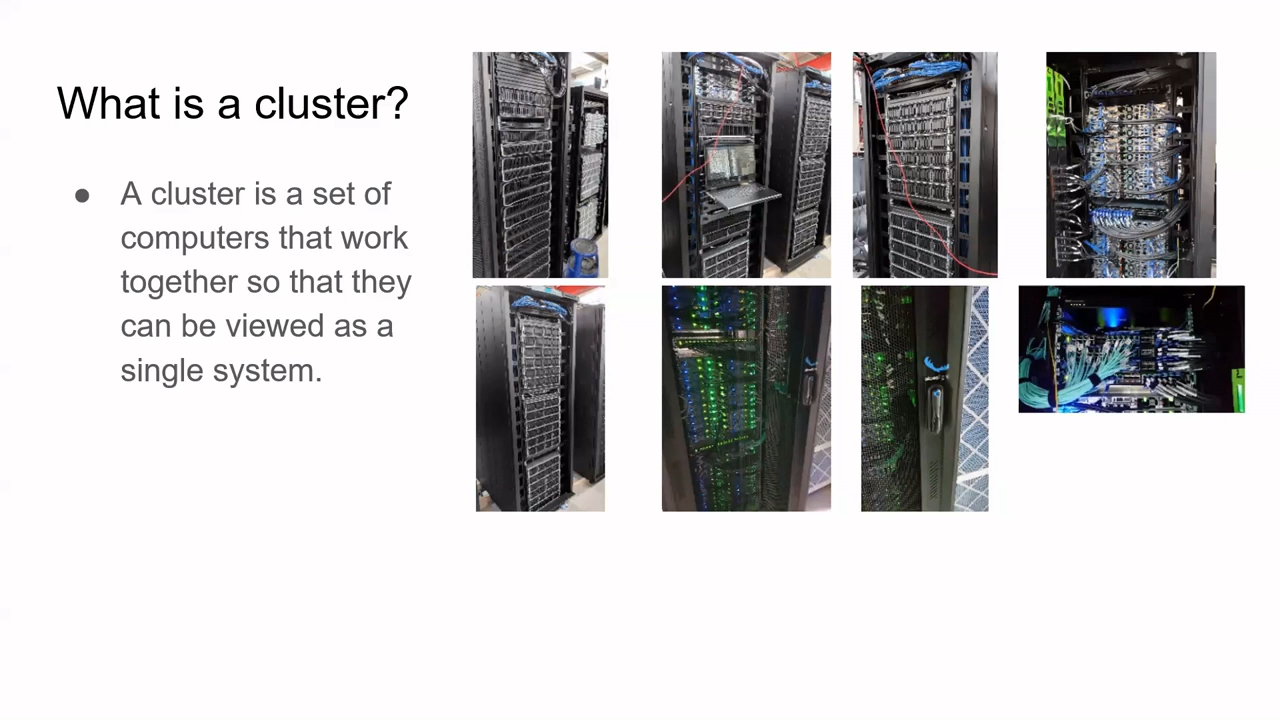 What is a cluster?
● A cluster is a set of
computers that work
together so that they
can be viewed as a
single system.